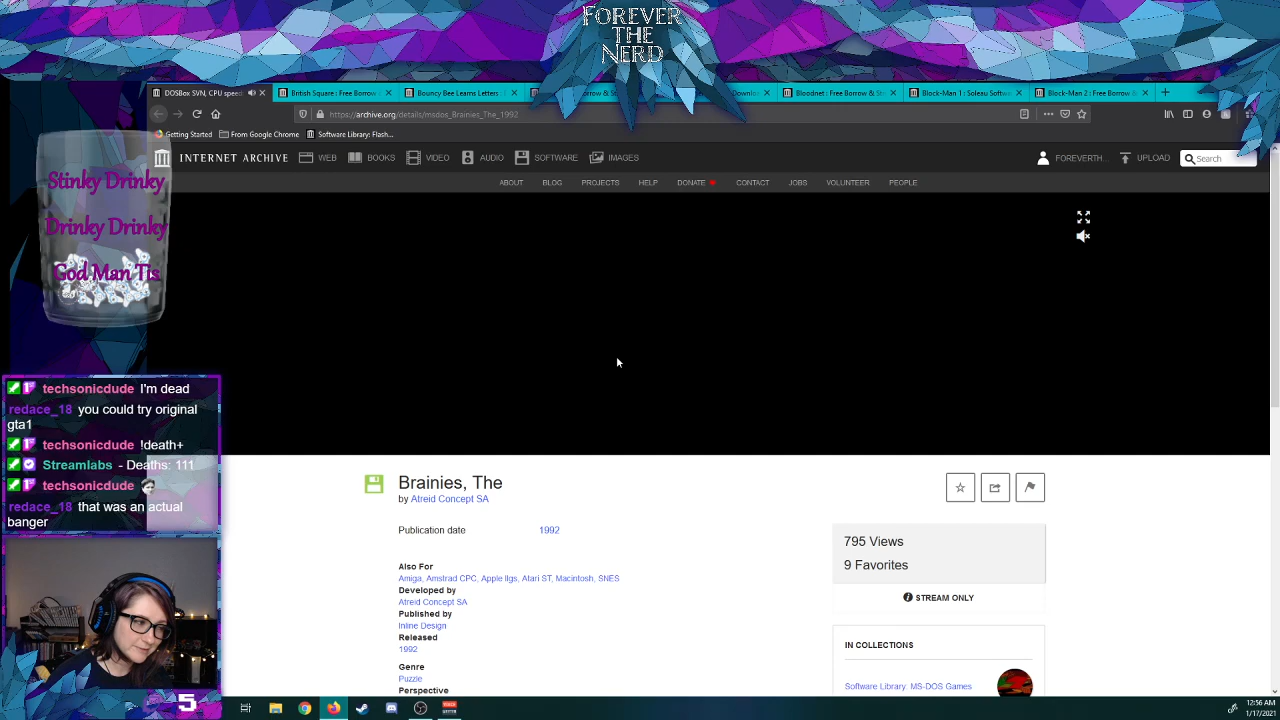 FOREVER
THE
NERD
DOSBox SVN, CPU speed
British Square : Free Borrow &
Bouncy Bee Learns Letters :
Borrow & St
Downlo
Bloodnet : Free Borrow & St
Block-Man 1 : Soleau Softw
Block-Man 2 : Free Borrow &
https://archive.org/details/msdos_Brainies_The_1992
Getting Started
From Google Chrome
Software Library: Flash...
INTERNET ARCHIVE
WEB
BOOKS
VIDEO
AUDIO
SOFTWARE
IMAGES
FOREVERTH...
UPLOAD
Search
ABOUT
BLOG
PROJECTS
HELP
DONATE
CONTACT
JOBS
VOLUNTEER
PEOPLE
Stinky Drinky
Drinky Drinky
God Man Tis
techsonicdude I'm dead
redace_18 you could try original
gta1
techsonicdude !death+
Streamlabs - Deaths: 111
techsonicdude
redace_18 that was an actual
banger
Brainies, The
by Atreid Concept SA
Publication date 1992
Also For
Amiga, Amstrad CPC, Apple IIgs, Atari ST, Macintosh, SNES
Developed by
Atreid Concept SA
Published by
Inline Design
Released
1992
Genre
Puzzle
Perspective
795 Views
9 Favorites
STREAM ONLY
IN COLLECTIONS
Software Library: MS-DOS Games
5
12:56 AM
1/17/2021